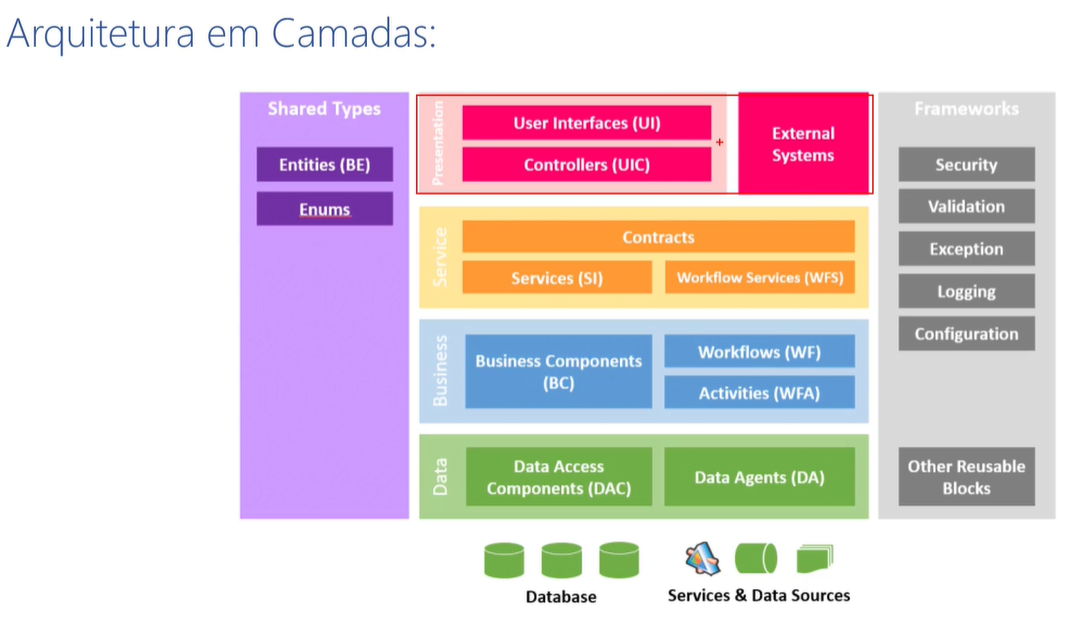 Arquitetura em Camadas:
Shared Types
Entities (BE)
Enums
Presentation
User Interfaces (UI)
Controllers (UIC)
External
Systems
Service
Contracts
Services (SI)
Workflow Services (WFS)
Business
Business Components
(BC)
Workflows (WF)
Activities (WFA)
Data
Data Access
Components (DAC)
Data Agents (DA)
Frameworks
Security
Validation
Exception
Logging
Configuration
Other Reusable
Blocks
Database
Services & Data Sources